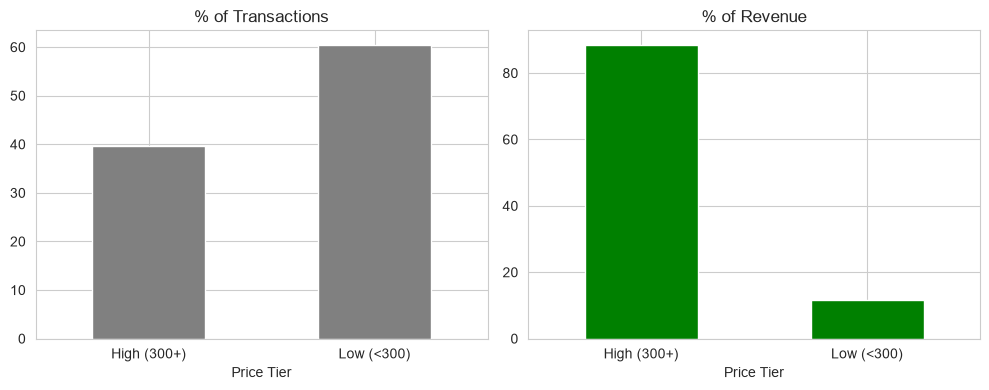 % of Transactions
60
50
40
30
20
10
0
High (300+) Low (<300)
Price Tier
% of Revenue
80
60
40
20
0
High (300+) Low (<300)
Price Tier